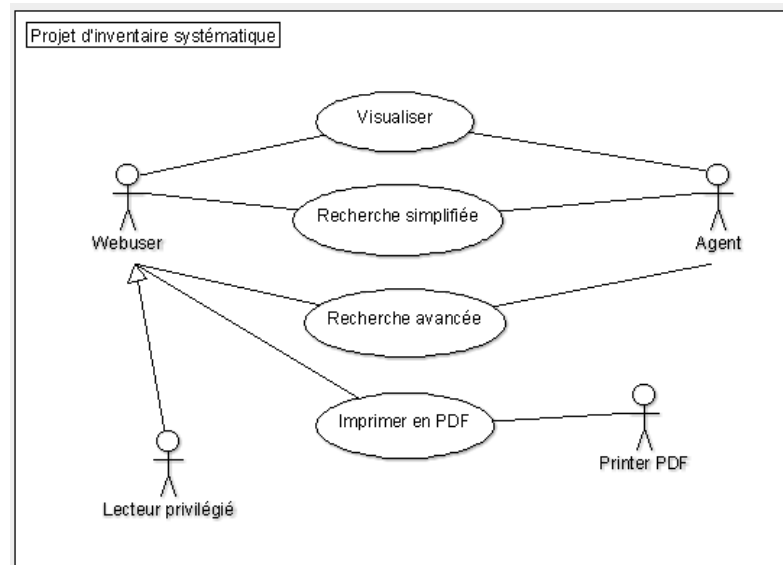 Projet d'inventaire systématique
Visualiser
Recherche simplifiée
Webuser
Agent
Recherche avancée
Imprimer en PDF
Printer PDF
Lecteur privilégié